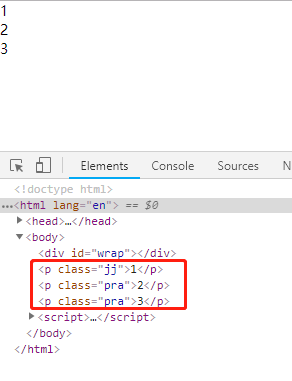 1
2
3
Elements Console Sources N
<!doctype html>
…<html lang="en"> == $0
▶<head>…</head>
▼<body>
<div id="wrap"></div>
<p class="jj">1</p>
<p class="pra">2</p>
<p class="pra">3</p>
▶<script>…</script>
</body>
</html>